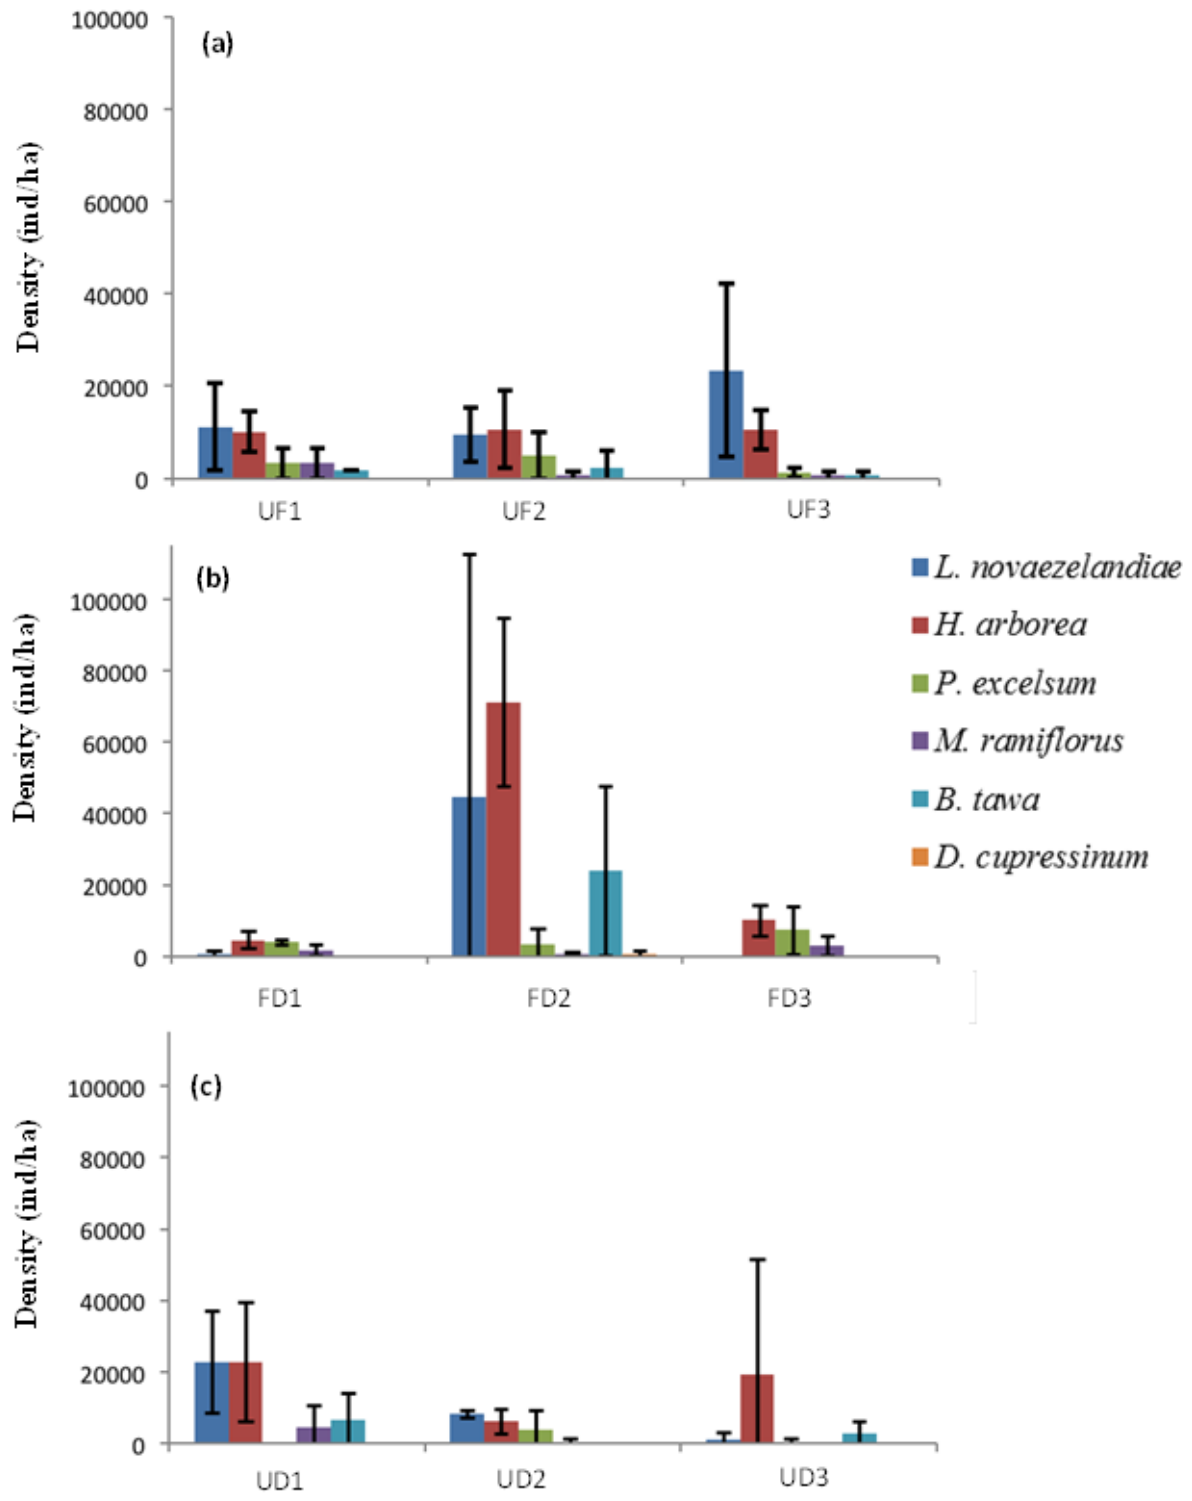 (a)
Density (ind/ha)
100000
80000
60000
40000
20000
0
UF1 UF2 UF3
(b)
Density (ind/ha)
100000
80000
60000
40000
20000
0
FD1 FD2 FD3
L. novaezelandiae
H. arborea
P. excelsum
M. ramiflorus
B. tawa
D. cupressinum
(c)
Density (ind/ha)
100000
80000
60000
40000
20000
0
UD1 UD2 UD3